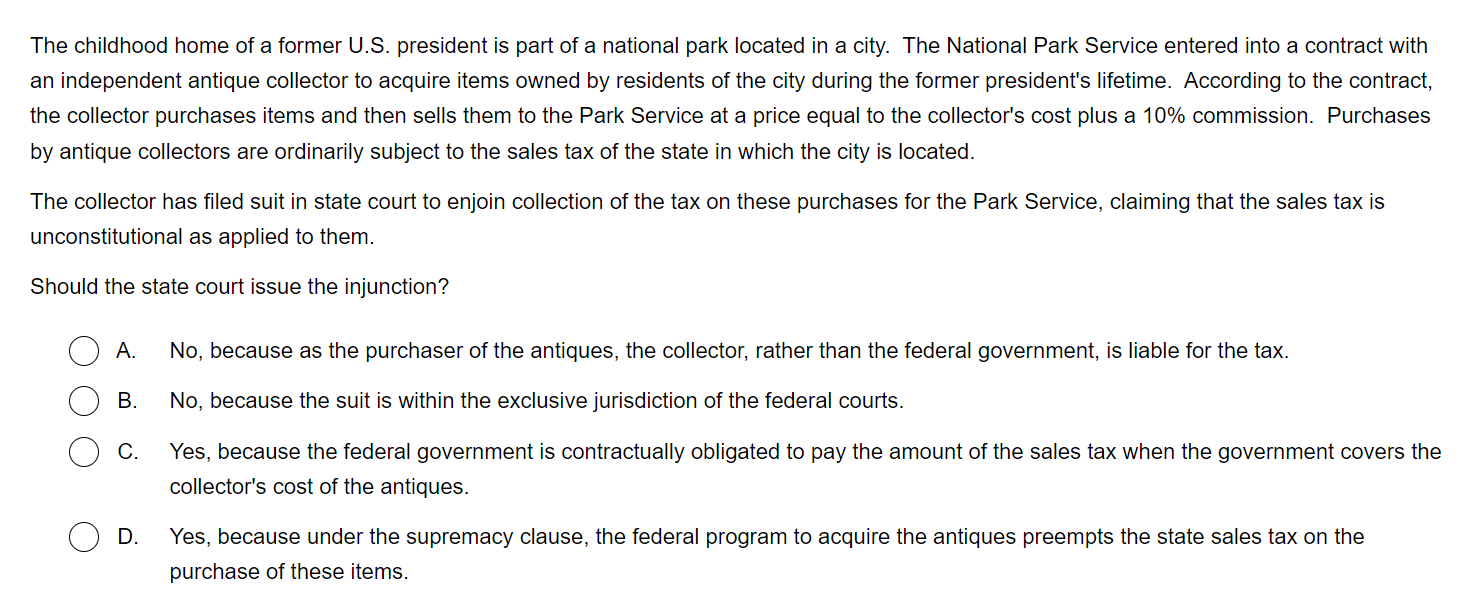 The childhood home of a former U.S. president is part of a national park located in a city.  The National Park Service entered into a contract with
an independent antique collector to acquire items owned by residents of the city during the former president's lifetime.  According to the contract,
the collector purchases items and then sells them to the Park Service at a price equal to the collector's cost plus a 10% commission.  Purchases
by antique collectors are ordinarily subject to the sales tax of the state in which the city is located.
The collector has filed suit in state court to enjoin collection of the tax on these purchases for the Park Service, claiming that the sales tax is
unconstitutional as applied to them.
Should the state court issue the injunction?
A. No, because as the purchaser of the antiques, the collector, rather than the federal government, is liable for the tax.
B. No, because the suit is within the exclusive jurisdiction of the federal courts.
C. Yes, because the federal government is contractually obligated to pay the amount of the sales tax when the government covers the
collector's cost of the antiques.
D. Yes, because under the supremacy clause, the federal program to acquire the antiques preempts the state sales tax on the
purchase of these items.